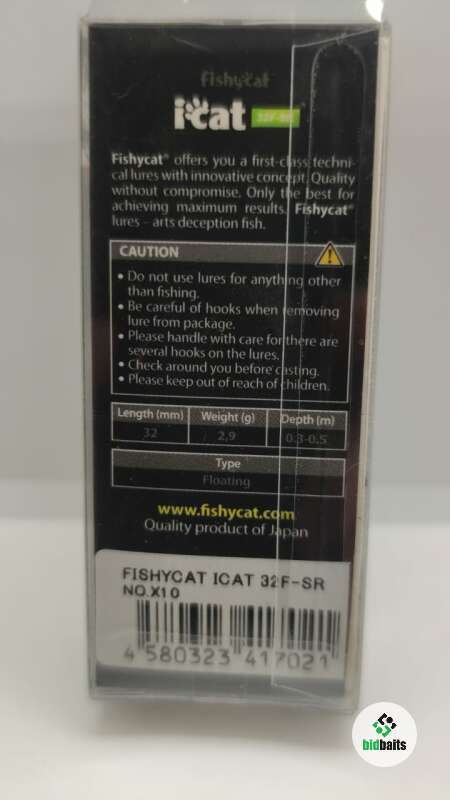 fishycat
icat 32F-SR
Fishycat® offers you a first-class techni-
cal lures with innovative concept. Quality
without compromise. Only the best for
achieving maximum results. Fishycat®
lures – arts deception fish.
CAUTION
• Do not use lures for anything other
than fishing.
• Be careful of hooks when removing
lure from package.
• Please handle with care for there are
several hooks on the lures.
• Check around you before casting.
• Please keep out of reach of children.
Length (mm) Weight (g) Depth (m)
32 2,9 0.3-0.5
Type
Floating
www.fishycat.com
Quality product of Japan
FISHYCAT ICAT 32F-SR
NO.X10
4 580323 417021
bidbaits